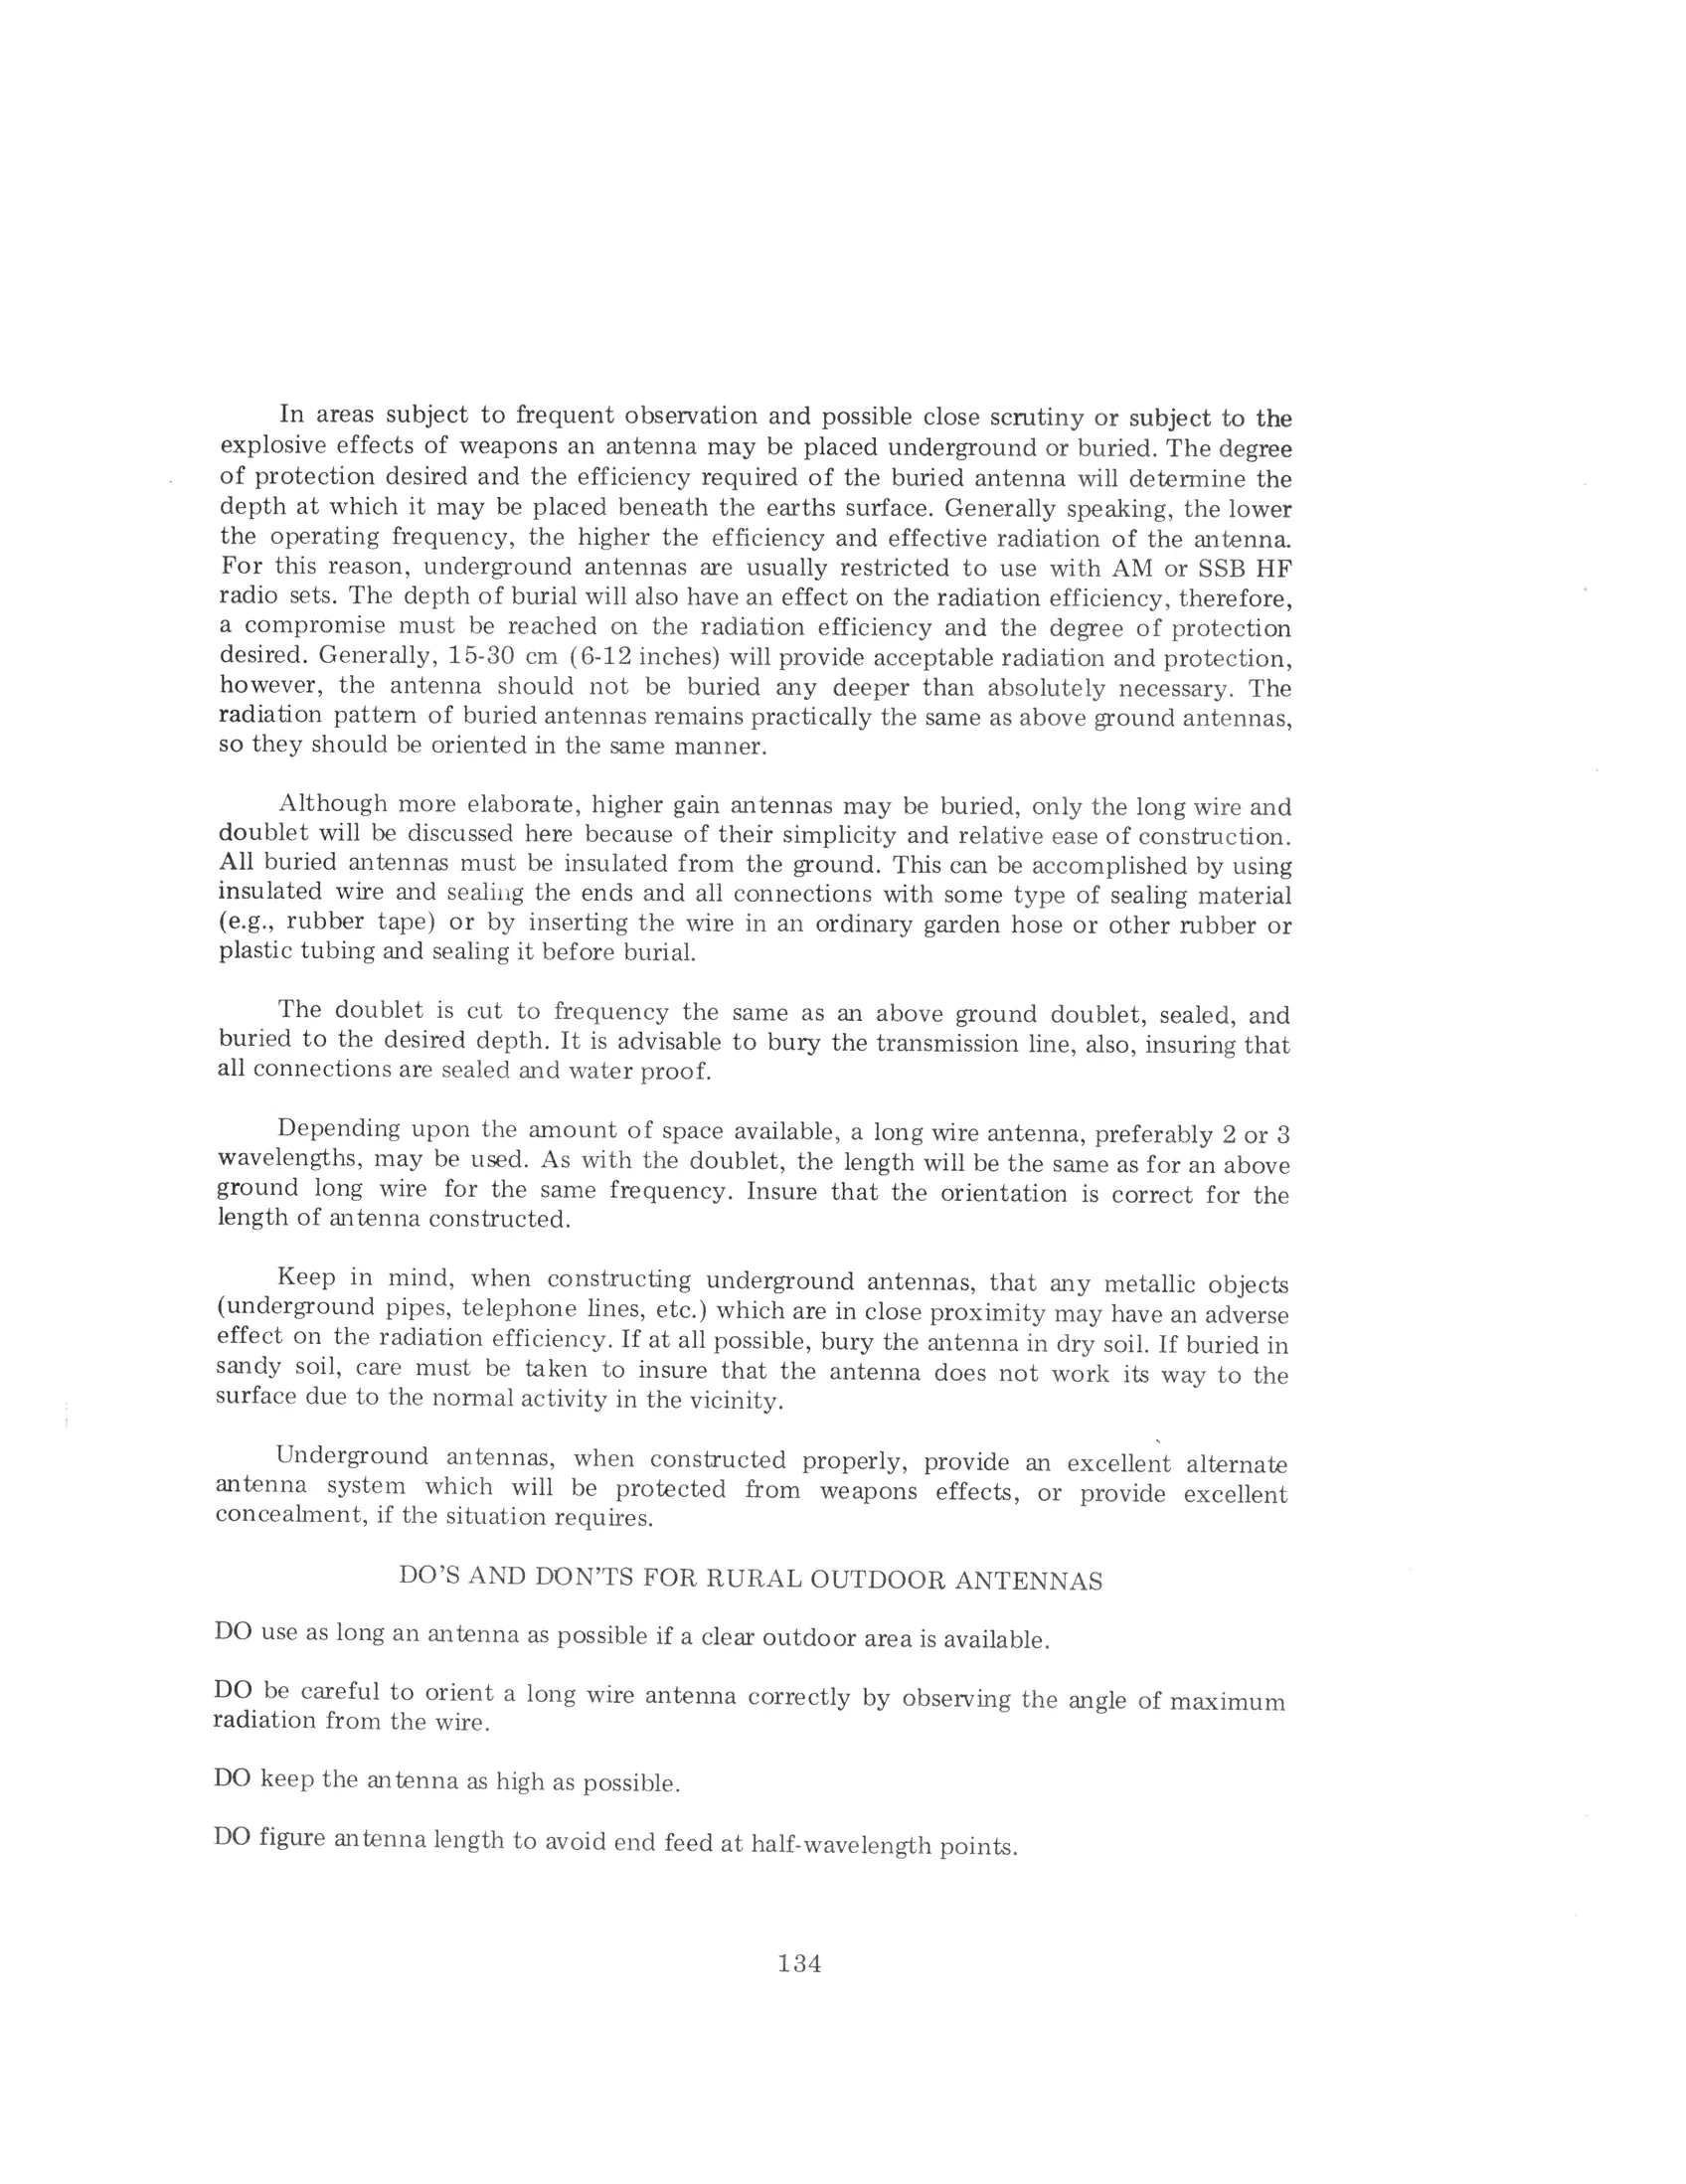 In areas subject to frequent observation and possible close scrutiny or subject to the
explosive effects of weapons an antenna may be placed underground or buried. The degree
of protection desired and the efficiency required of the buried antenna will determine the
depth at which it may be placed beneath the earths surface. Generally speaking, the lower
the operating frequency, the higher the efficiency and effective radiation of the antenna.
For this reason, underground antennas are usually restricted to use with AM or SSB HF
radio sets. The depth of burial will also have an effect on the radiation efficiency, therefore,
a compromise must be reached on the radiation efficiency and the degree of protection
desired. Generally, 15-30 cm (6-12 inches) will provide acceptable radiation and protection,
however, the antenna should not be buried any deeper than absolutely necessary. The
radiation pattern of buried antennas remains practically the same as above ground antennas,
so they should be oriented in the same manner.
Although more elaborate, higher gain antennas may be buried, only the long wire and
doublet will be discussed here because of their simplicity and relative ease of construction.
All buried antennas must be insulated from the ground. This can be accomplished by using
insulated wire and sealing the ends and all connections with some type of sealing material
(e.g., rubber tape) or by inserting the wire in an ordinary garden hose or other rubber or
plastic tubing and sealing it before burial.
The doublet is cut to frequency the same as an above ground doublet, sealed, and
buried to the desired depth. It is advisable to bury the transmission line, also, insuring that
all connections are sealed and water proof.
Depending upon the amount of space available, a long wire antenna, preferably 2 or 3
wavelengths, may be used. As with the doublet, the length will be the same as for an above
ground long wire for the same frequency. Insure that the orientation is correct for the
length of antenna constructed.
Keep in mind, when constructing underground antennas, that any metallic objects
(underground pipes, telephone lines, etc.) which are in close proximity may have an adverse
effect on the radiation efficiency. If at all possible, bury the antenna in dry soil. If buried in
sandy soil, care must be taken to insure that the antenna does not work its way to the
surface due to the normal activity in the vicinity.
Underground antennas, when constructed properly, provide an excellent alternate
antenna system which will be protected from weapons effects, or provide excellent
concealment, if the situation requires.
DO'S AND DON'TS FOR RURAL OUTDOOR ANTENNAS
DO use as long an antenna as possible if a clear outdoor area is available.
DO be careful to orient a long wire antenna correctly by observing the angle of maximum
radiation from the wire.
DO keep the antenna as high as possible.
DO figure antenna length to avoid end feed at half-wavelength points.
134